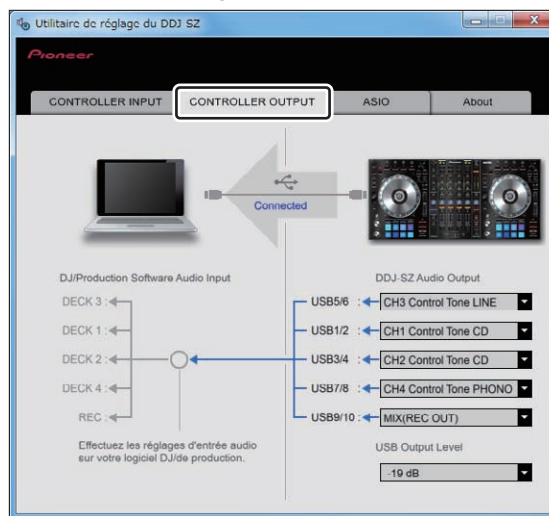 Utilitaire de réglage du DDJ SZ
Pioneer
CONTROLLER INPUT
CONTROLLER OUTPUT
ASIO
About
Connected
DJ/Production Software Audio Input
DDJ-SZ Audio Output
DECK 3 :
USB5/6 : CH3 Control Tone LINE
DECK 1 :
USB1/2 : CH1 Control Tone CD
DECK 2 :
USB3/4 : CH2 Control Tone CD
DECK 4 :
USB7/8 : CH4 Control Tone PHONO
REC :
USB9/10 : MIX(REC OUT)
Effectuez les réglages d'entrée audio
sur votre logiciel DJ/de production.
USB Output Level
-19 dB